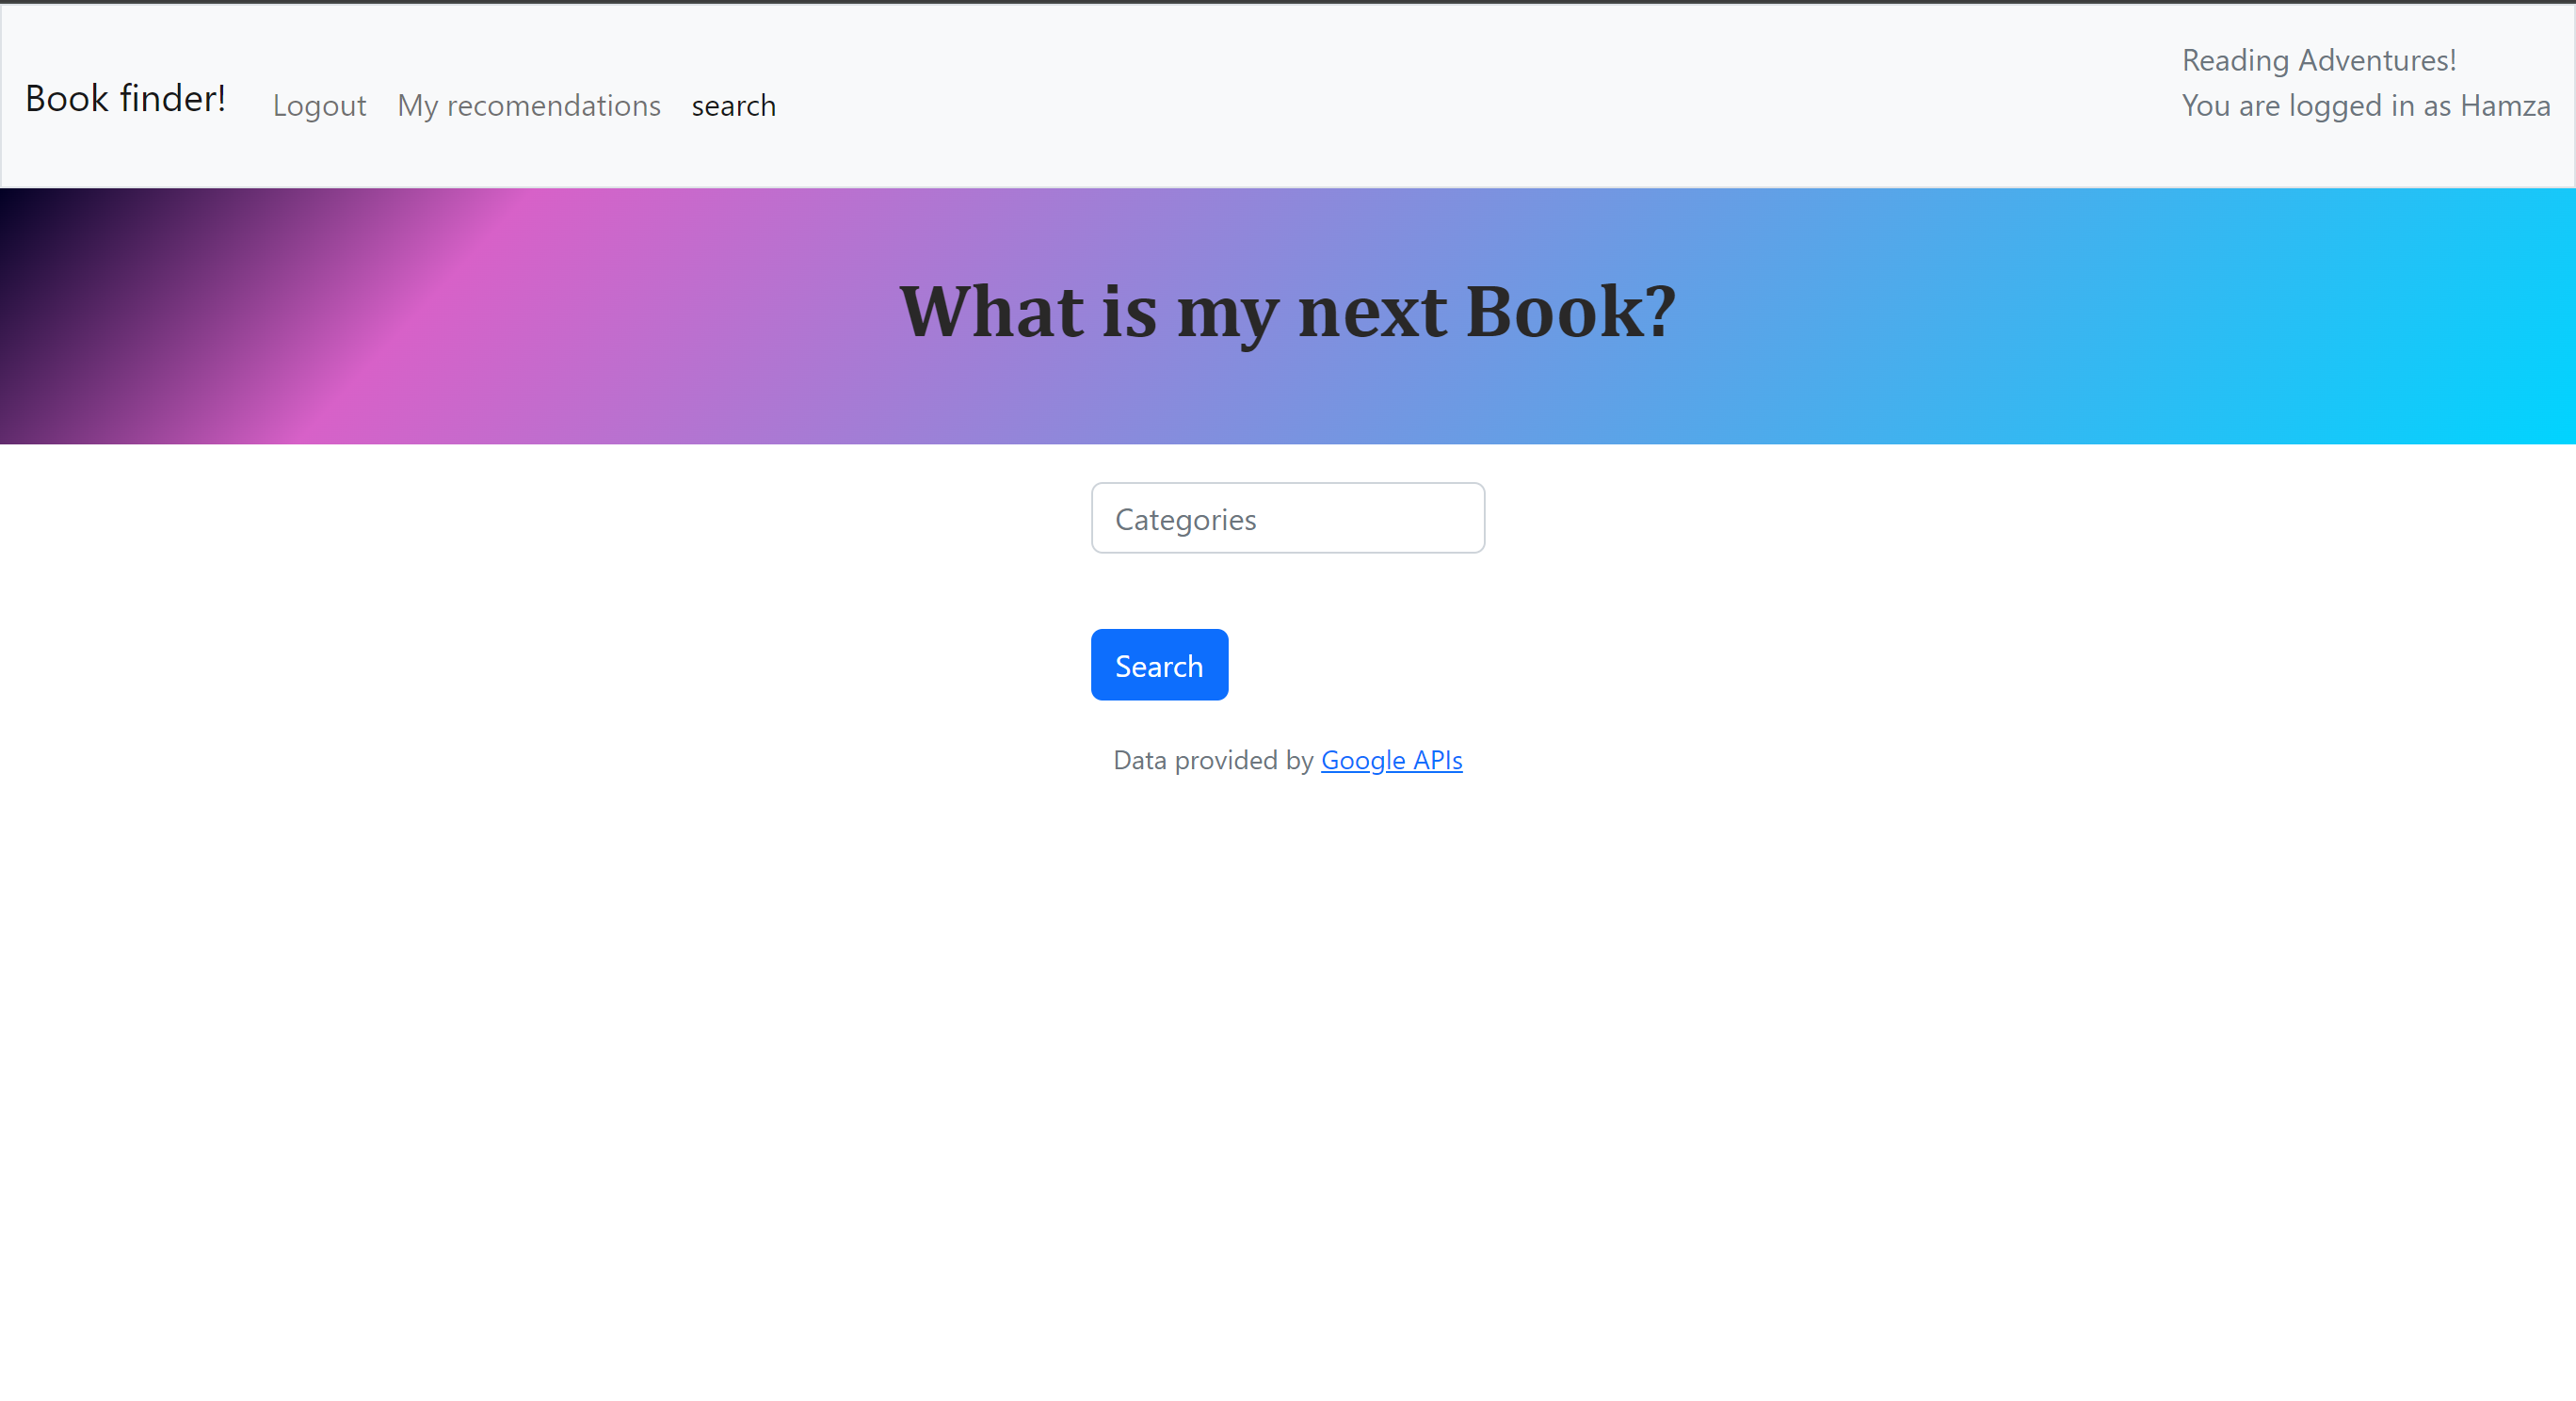 Book finder!
Logout
My recomendations
search
Reading Adventures!
You are logged in as Hamza
What is my next Book?
Categories
Search
Data provided by Google APIs